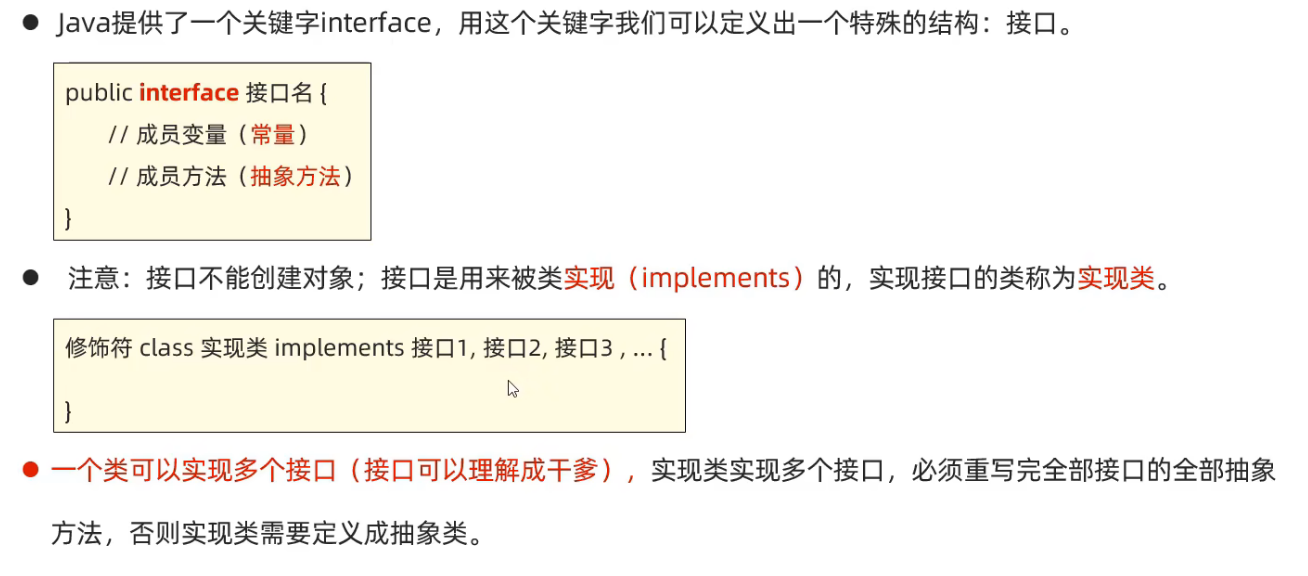 ● Java提供了一个关键字interface，用这个关键字我们可以定义出一个特殊的结构：接口。
public interface 接口名 {
// 成员变量（常量）
// 成员方法（抽象方法）
}
● 注意：接口不能创建对象；接口是用来被类实现（implements）的，实现接口的类称为实现类。
修饰符 class 实现类 implements 接口1, 接口2, 接口3 , ... {
}
● 一个类可以实现多个接口（接口可以理解成干爹），实现类实现多个接口，必须重写完全部接口的全部抽象
方法，否则实现类需要定义成抽象类。